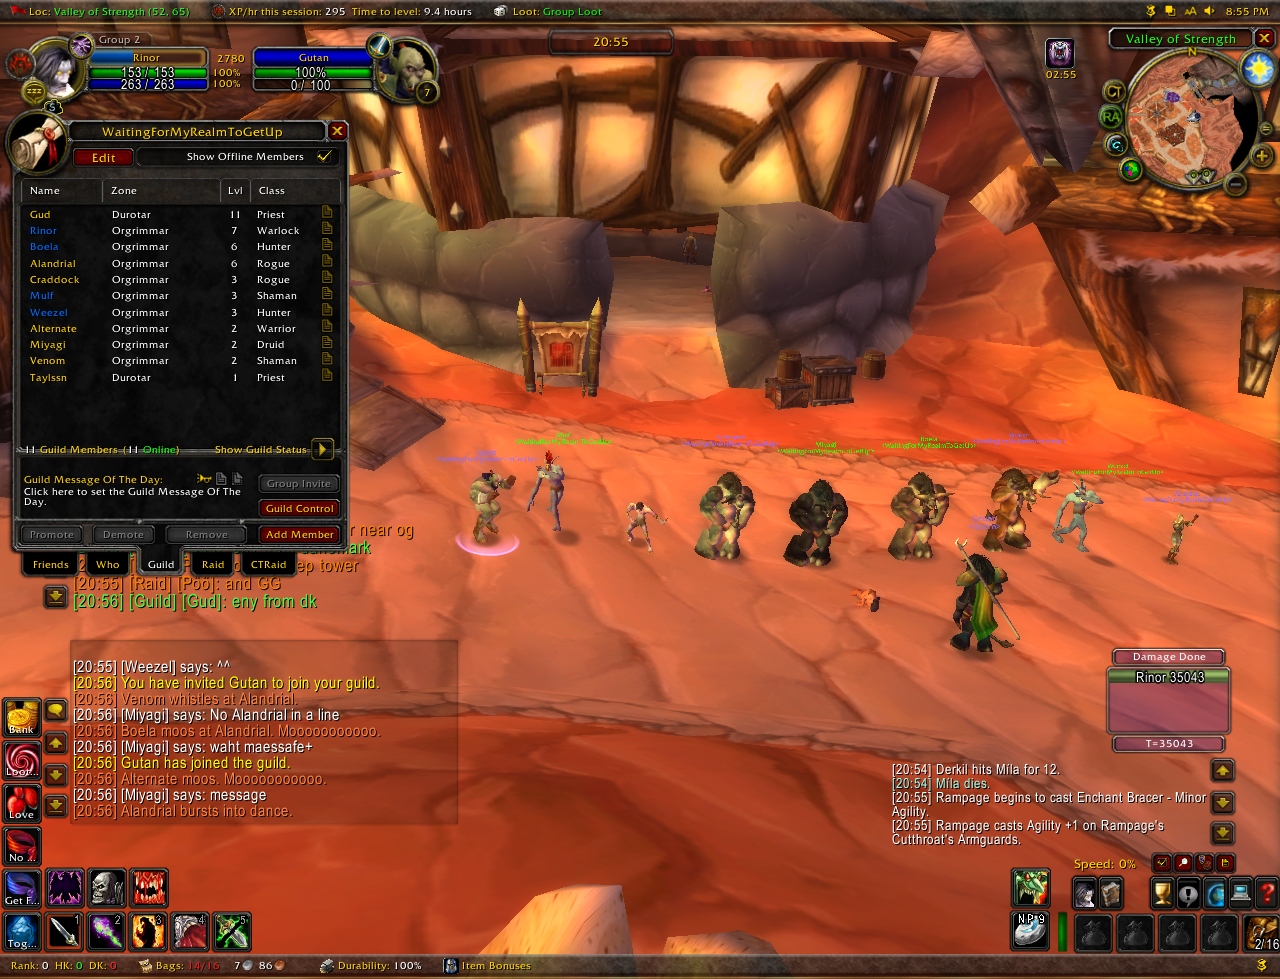 Loc: Valley of Strength (52, 65)
XP/hr this session: 295 Time to level: 9.4 hours
Loot: Group Loot
8:55 PM
Group 2
Rinor
2780
153 / 153
100%
263 / 263
100%
5
Gutan
100%
0 / 100
7
20:55
02:55
Valley of Strength
N
CT
RA
WaitingForMyRealmToGetUp
Edit
Show Offline Members
Name Zone Lvl Class
Gud Durotar 11 Priest
Rinor Orgrimmar 7 Warlock
Boela Orgrimmar 6 Hunter
Alandrial Orgrimmar 6 Rogue
Craddock Orgrimmar 3 Rogue
Mulf Orgrimmar 3 Shaman
Weezel Orgrimmar 3 Hunter
Alternate Orgrimmar 2 Warrior
Miyagi Orgrimmar 2 Druid
Venom Orgrimmar 2 Shaman
Taylssn Durotar 1 Priest
11 Guild Members (11 Online)
Show Guild Status
Guild Message Of The Day:
Click here to set the Guild Message Of The
Day.
Group Invite
Guild Control
Promote
Demote
Remove
Add Member
Friends
Who
Guild
Raid
CTRaid
r near og
ark
ep tower
[20:55] [Raid] [Pöö]: and GG
[20:56] [Guild] [Gud]: eny from dk
[20:55] [Weezel] says: ^^
[20:56] You have invited Gutan to join your guild.
[20:56] Venom whistles at Alandrial.
[20:56] [Miyagi] says: No Alandrial in a line
[20:56] Boela moos at Alandrial. Mooooooooooo.
[20:56] [Miyagi] says: waht maessafe+
[20:56] Gutan has joined the guild.
[20:56] Alternate moos. Mooooooooooo.
[20:56] [Miyagi] says: message
[20:56] Alandrial bursts into dance.
Miyagi
Boela
<WaitingForMyRealmToGetUp>
Damage Done
Rinor 35043
T=35043
[20:54] Derkil hits Míla for 12.
[20:54] Míla dies.
[20:55] Rampage begins to cast Enchant Bracer - Minor
Agility.
[20:55] Rampage casts Agility +1 on Rampage's
Cutthroat's Armguards.
Speed: 0%
Bank
Loot...
Love
No ...
Get F...
Tog...
1
2
3
4
5
NP 9
2/16
Rank: 0 HK: 0 DK: 0
Bags: 14/16
7 86
Durability: 100%
Item Bonuses